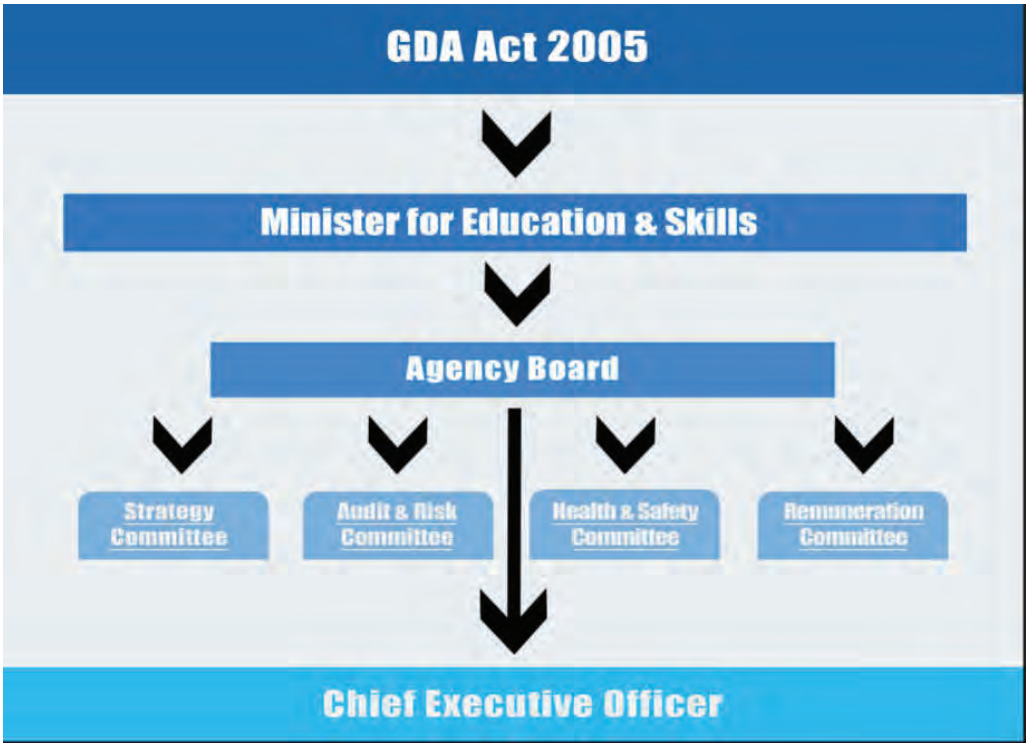 GDA Act 2005
Minister for Education & Skills
Agency Board
Strategy
Committee
Audit & Risk
Committee
Health & Safety
Committee
Remuneration
Committee
Chief Executive Officer